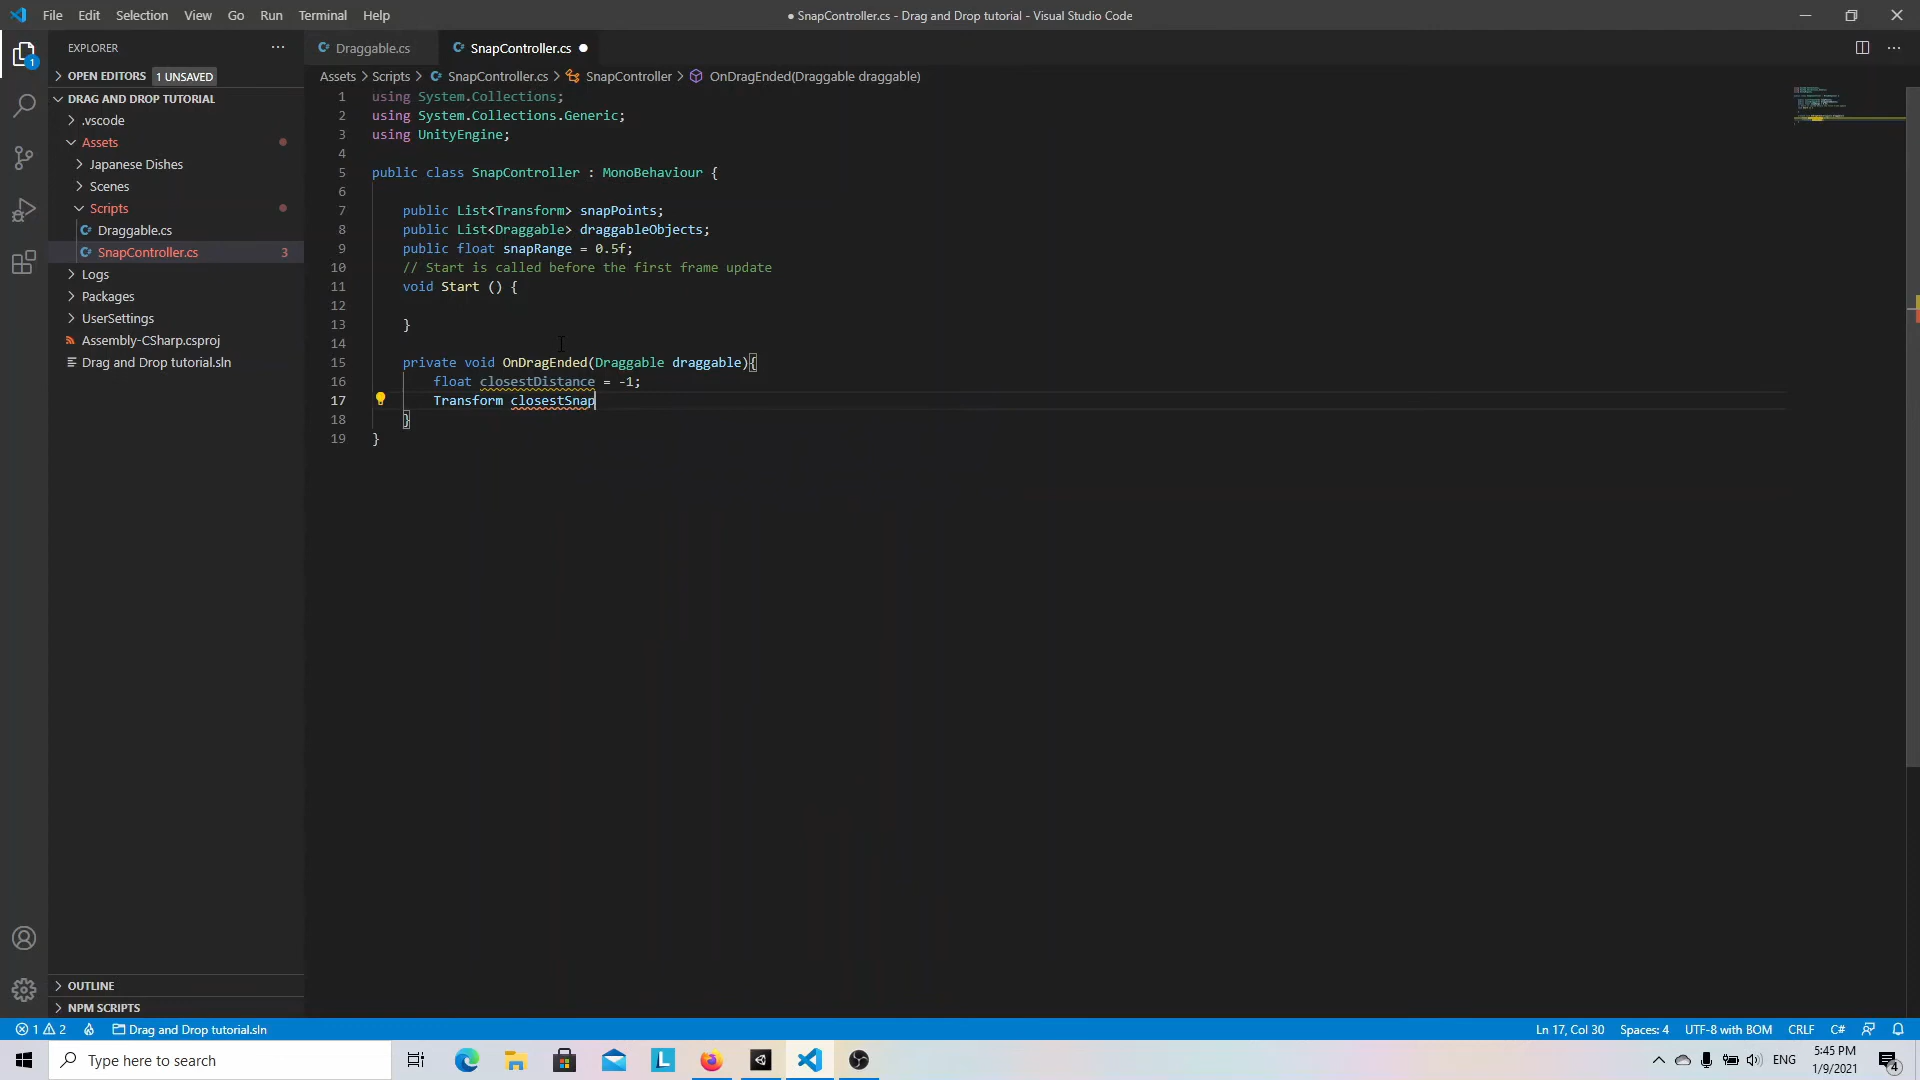 File Edit Selection View Go Run Terminal Help
● SnapController.cs - Drag and Drop tutorial - Visual Studio Code
EXPLORER
OPEN EDITORS 1 UNSAVED
DRAG AND DROP TUTORIAL
.vscode
Assets
Japanese Dishes
Scenes
Scripts
Draggable.cs
SnapController.cs 3
Logs
Packages
UserSettings
Assembly-CSharp.csproj
Drag and Drop tutorial.sln
OUTLINE
NPM SCRIPTS
Draggable.cs SnapController.cs
Assets > Scripts > SnapController.cs > SnapController > OnDragEnded(Draggable draggable)
1 using System.Collections;
2 using System.Collections.Generic;
3 using UnityEngine;
4
5 public class SnapController : MonoBehaviour {
6
7 public List<Transform> snapPoints;
8 public List<Draggable> draggableObjects;
9 public float snapRange = 0.5f;
10 // Start is called before the first frame update
11 void Start () {
12
13 }
14
15 private void OnDragEnded(Draggable draggable){
16 float closestDistance = -1;
17 Transform closestSnap
18 }
19 }
1 2 Drag and Drop tutorial.sln
Ln 17, Col 30 Spaces: 4 UTF-8 with BOM CRLF C#
Type here to search
ENG
5:45 PM
1/9/2021
4